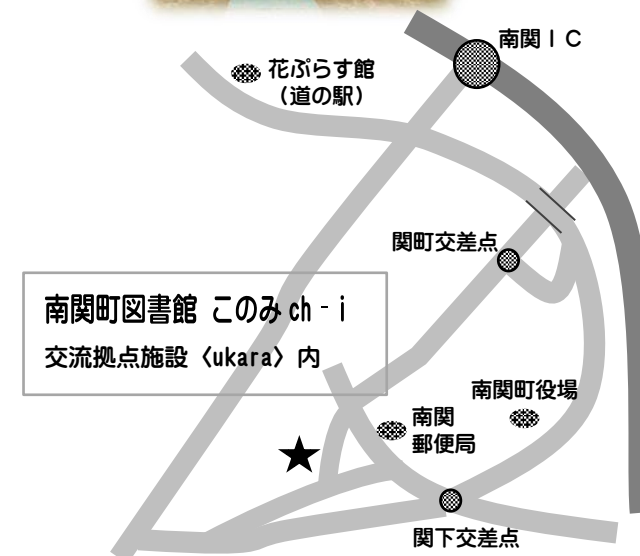 南関IC
花ぷらす館
(道の駅)
関町交差点
南関町図書館 このみ ch‐i
交流拠点施設〈ukara〉内
南関町役場
南関
郵便局
関下交差点